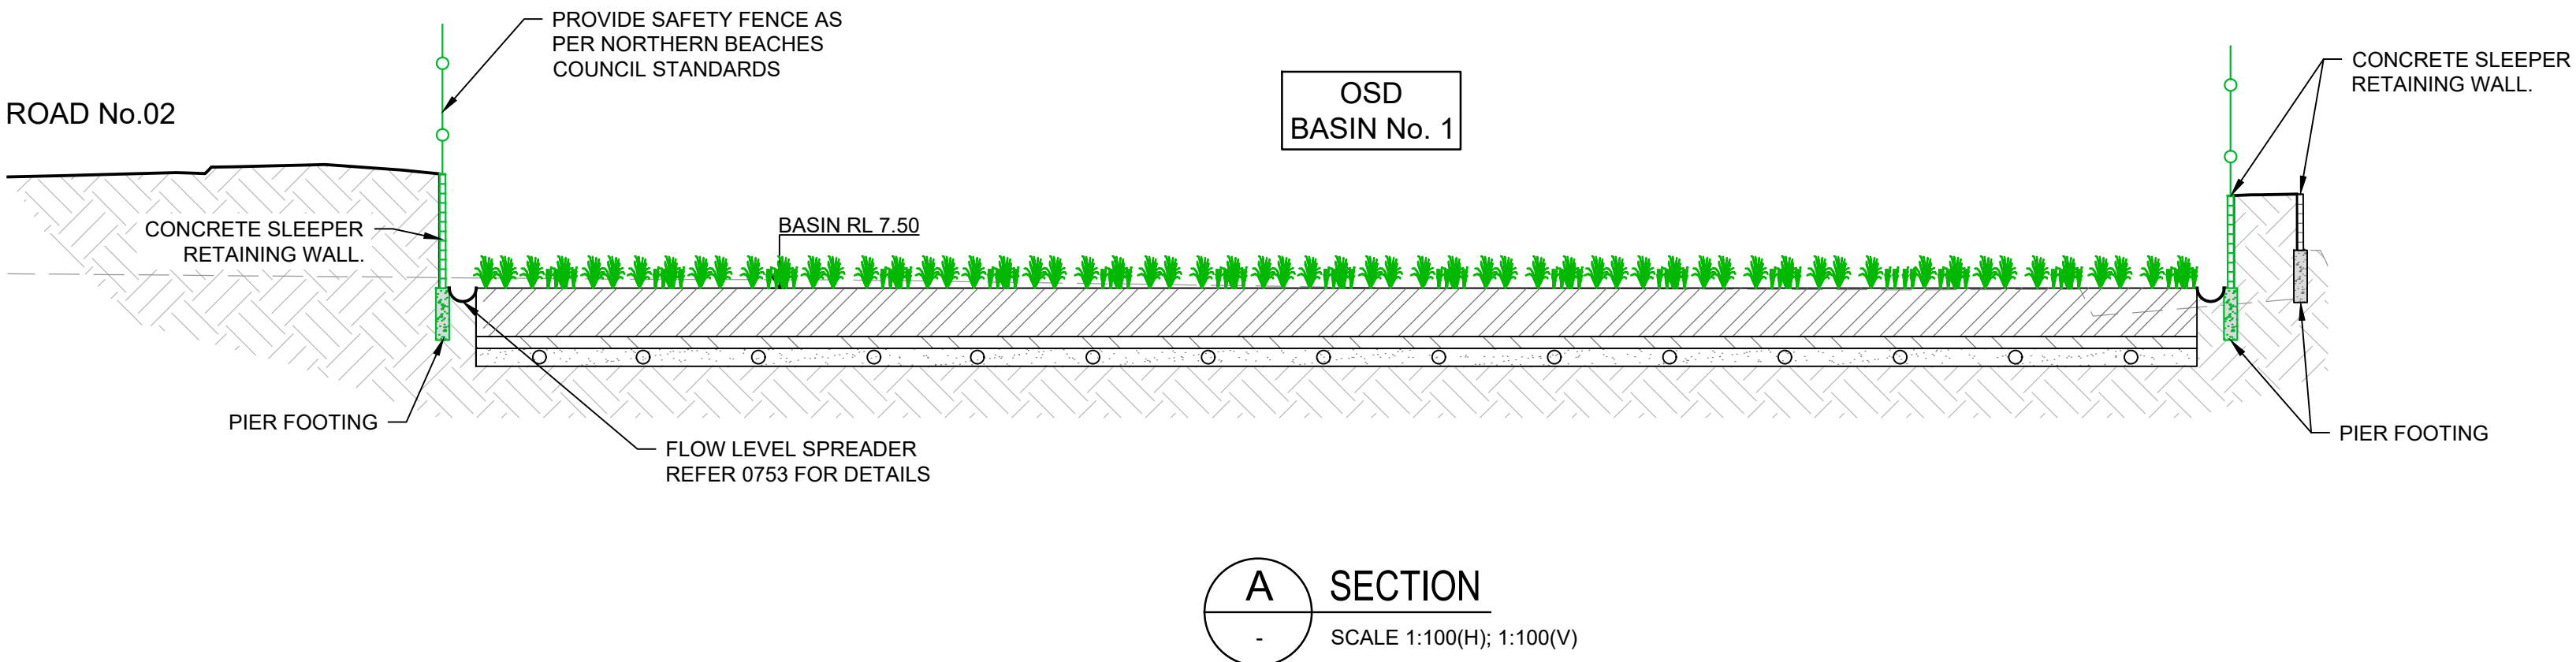 PROVIDE SAFETY FENCE AS
PER NORTHERN BEACHES
COUNCIL STANDARDS
ROAD No.02
OSD
BASIN No. 1
CONCRETE SLEEPER
RETAINING WALL.
CONCRETE SLEEPER
RETAINING WALL.
BASIN RL 7.50
PIER FOOTING
FLOW LEVEL SPREADER
REFER 0753 FOR DETAILS
PIER FOOTING
A
-
SECTION
SCALE 1:100(H); 1:100(V)